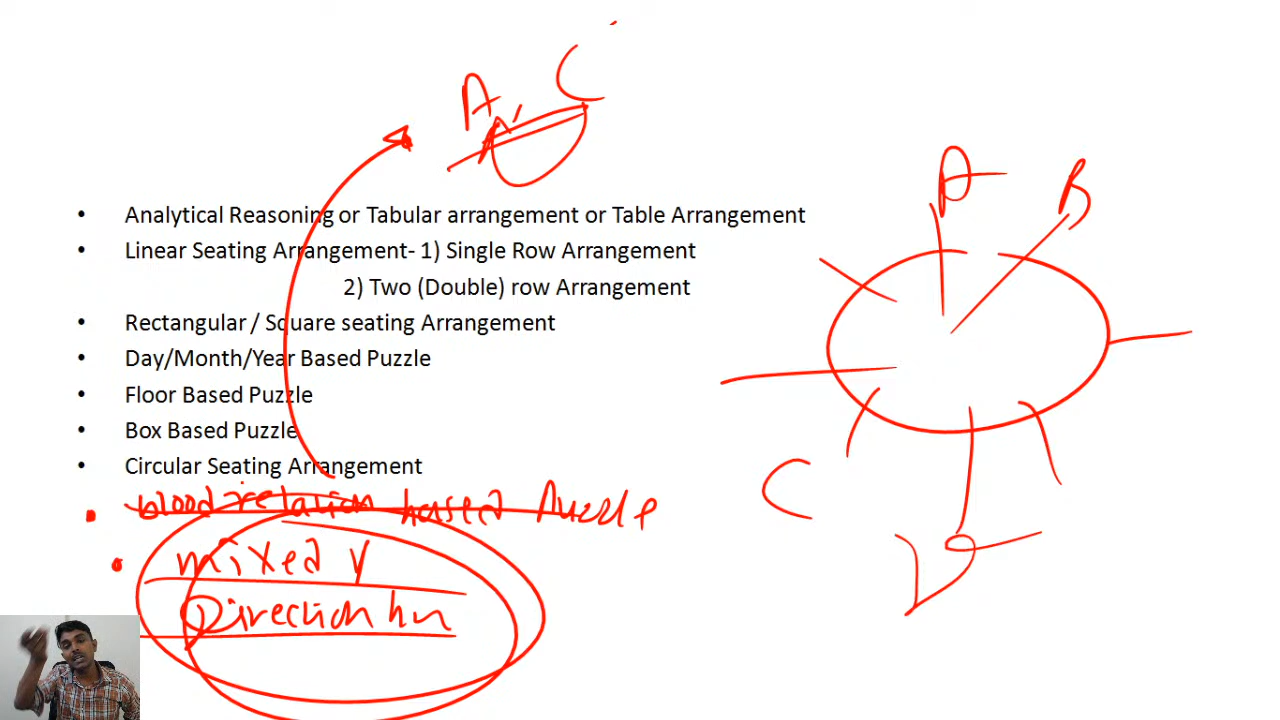 A, C
A
B
• Analytical Reasoning or Tabular arrangement or Table Arrangement
• Linear Seating Arrangement- 1) Single Row Arrangement
2) Two (Double) row Arrangement
• Rectangular / Square seating Arrangement
• Day/Month/Year Based Puzzle
• Floor Based Puzzle
• Box Based Puzzle
• Circular Seating Arrangement
C
• blood relation based
D
• mixed
Direction